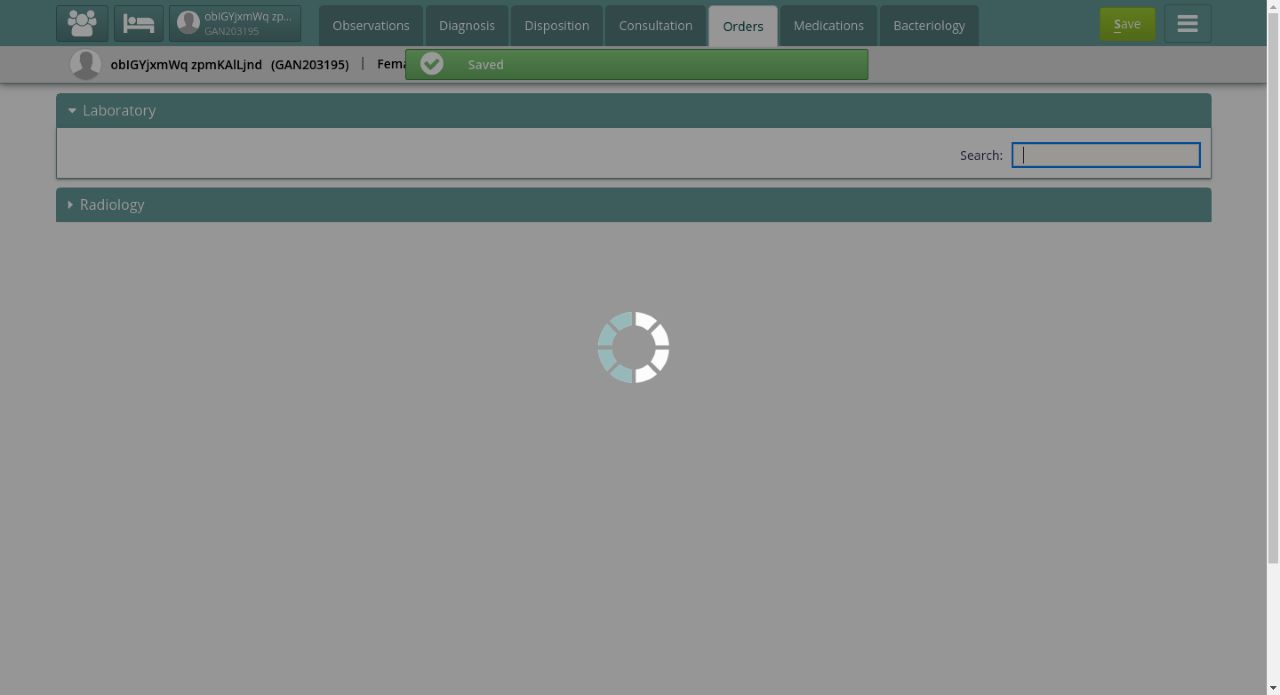 obIGYjxmWq zp...
GAN203195
Observations
Diagnosis
Disposition
Consultation
Orders
Medications
Bacteriology
Save
obIGYjxmWq zpmKAlLjnd (GAN203195) | Fema
Saved
Laboratory
Search:
Radiology